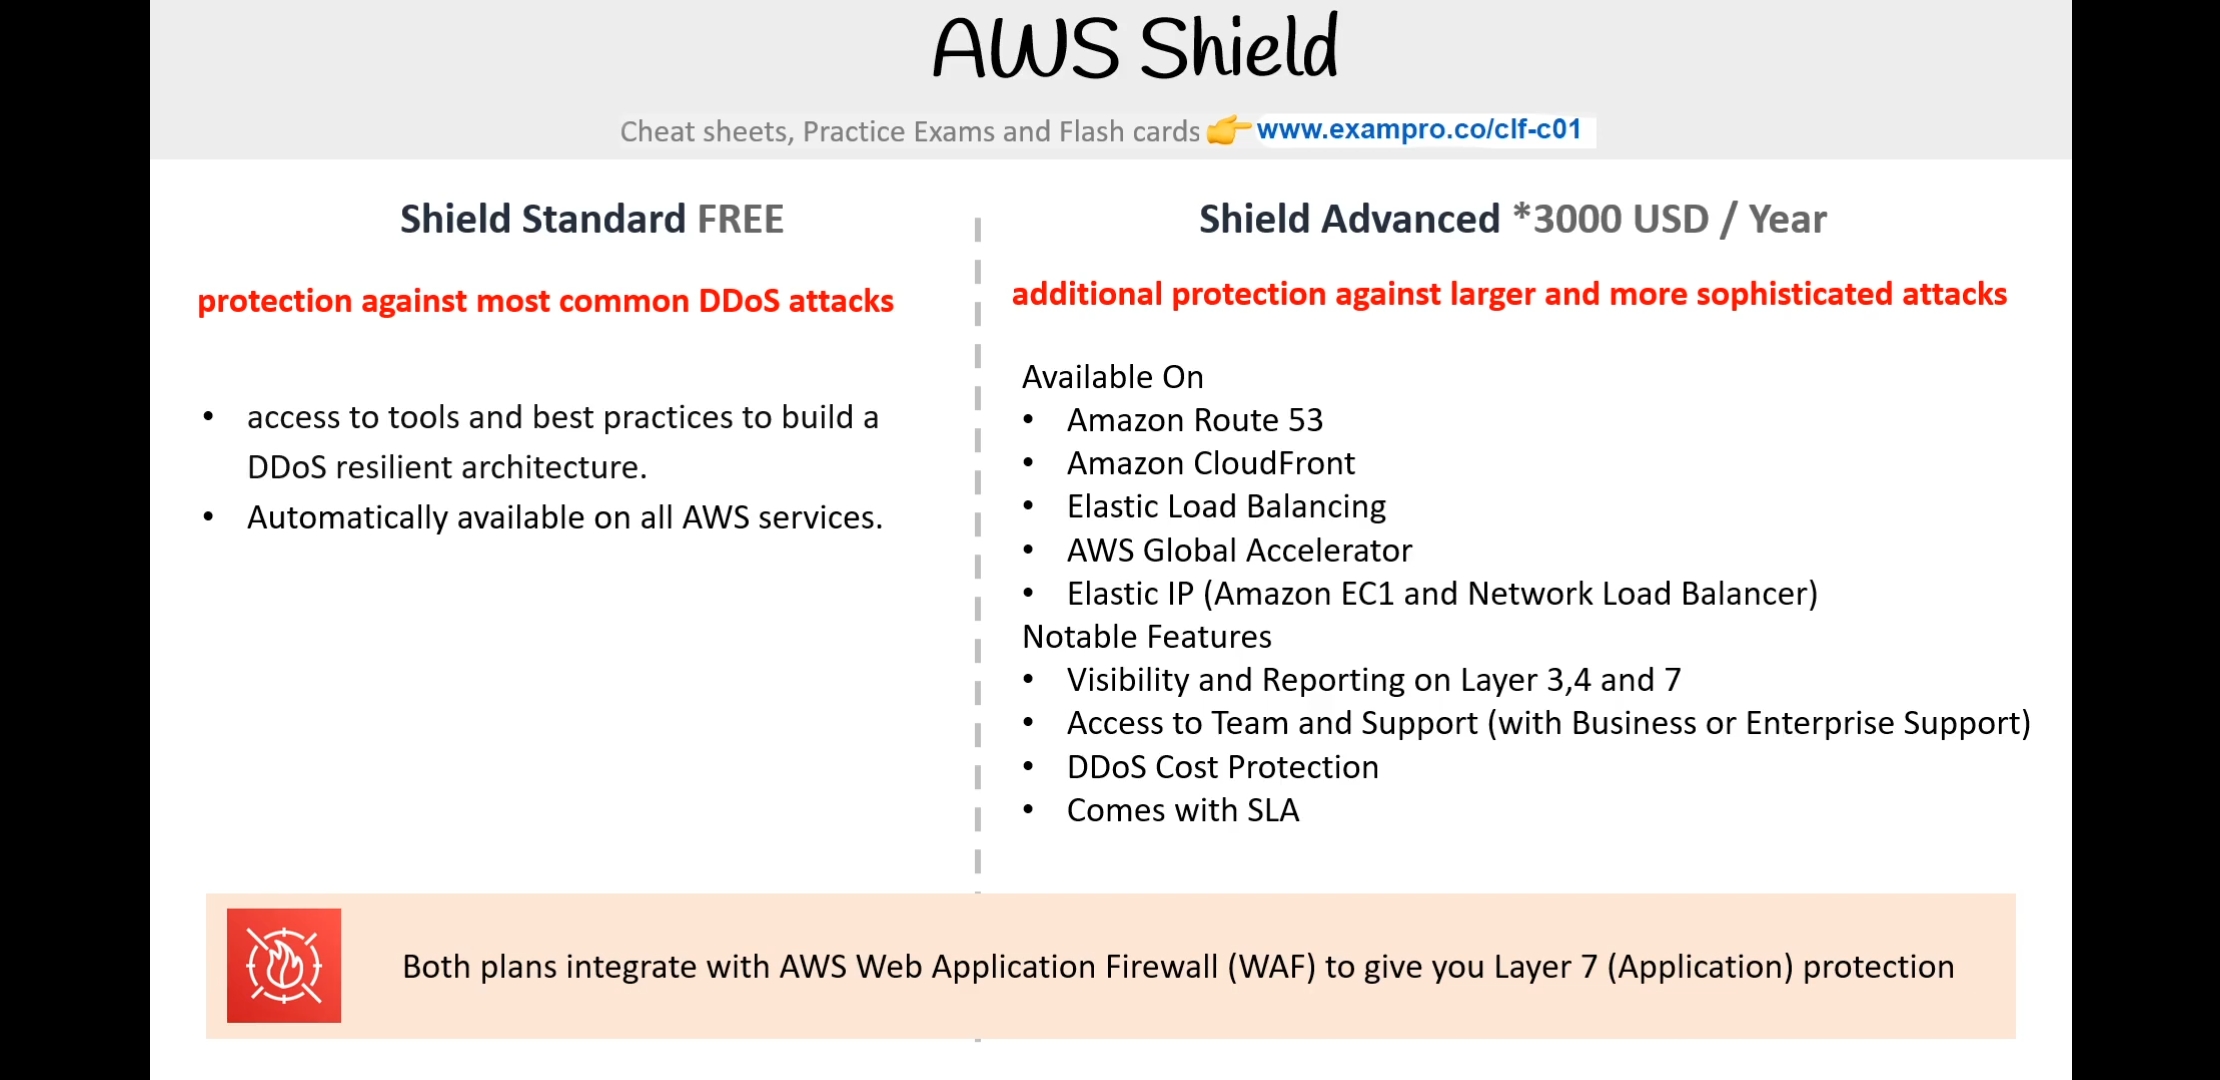 AWS Shield
Cheat sheets, Practice Exams and Flash cards 👉 www.exampro.co/clf-c01
Shield Standard FREE
protection against most common DDoS attacks
• access to tools and best practices to build a
DDoS resilient architecture.
• Automatically available on all AWS services.
Shield Advanced *3000 USD / Year
additional protection against larger and more sophisticated attacks
Available On
• Amazon Route 53
• Amazon CloudFront
• Elastic Load Balancing
• AWS Global Accelerator
• Elastic IP (Amazon EC1 and Network Load Balancer)
Notable Features
• Visibility and Reporting on Layer 3,4 and 7
• Access to Team and Support (with Business or Enterprise Support)
• DDoS Cost Protection
• Comes with SLA
Both plans integrate with AWS Web Application Firewall (WAF) to give you Layer 7 (Application) protection